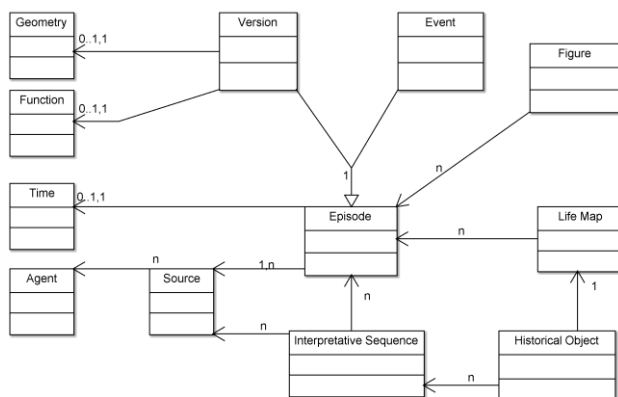 Geometry
Version
Event
0..1,1
Figure
Function
0..1,1
n
1
Time
0..1,1
Episode
Life Map
n
n
1,n
Agent
Source
1
n
n
Interpretative Sequence
Historical Object
n